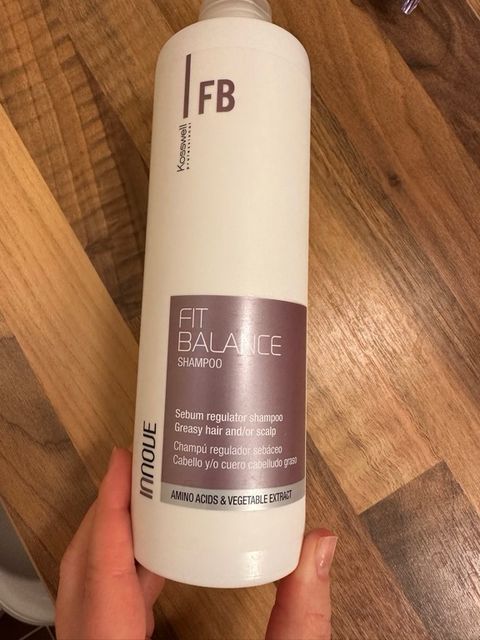 FB
Kosswell
professional
FIT
BALANCE
SHAMPOO
Sebum regulator shampoo
Greasy hair and/or scalp
Champú regulador sebáceo
Cabello y/o cuero cabelludo graso
AMINO ACIDS & VEGETABLE EXTRACT
INNOVE